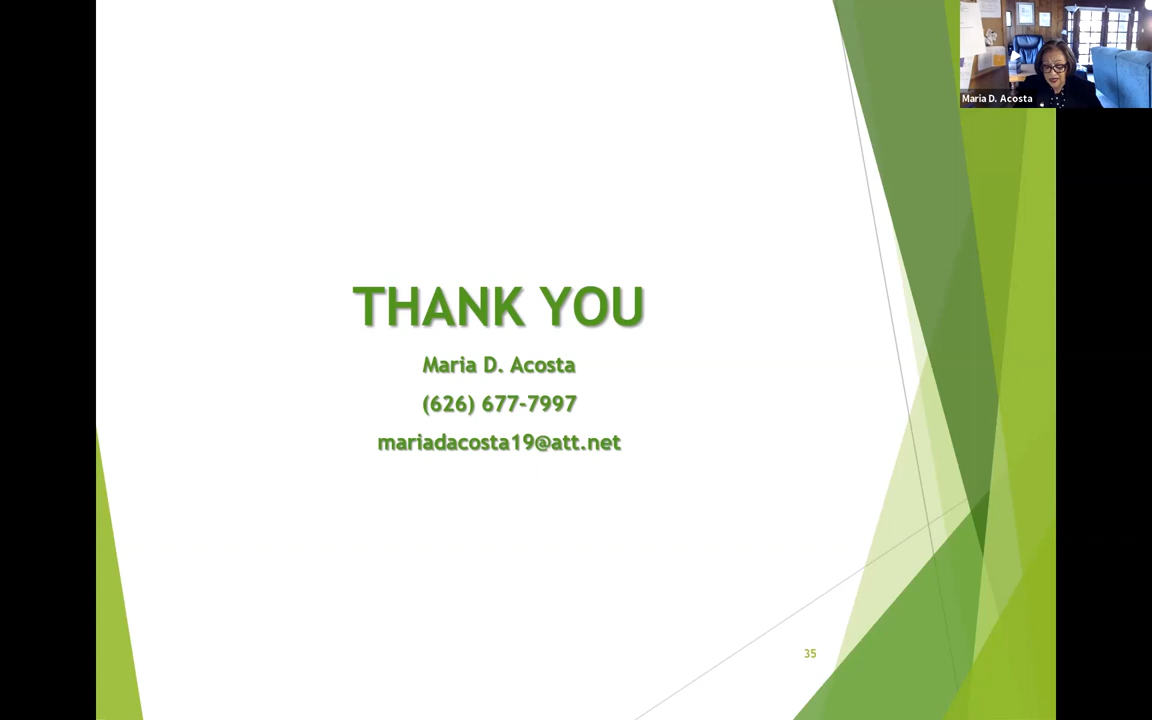 Maria D. Acosta
THANK YOU
Maria D. Acosta
(626) 677-7997
mariadacosta19@att.net
35